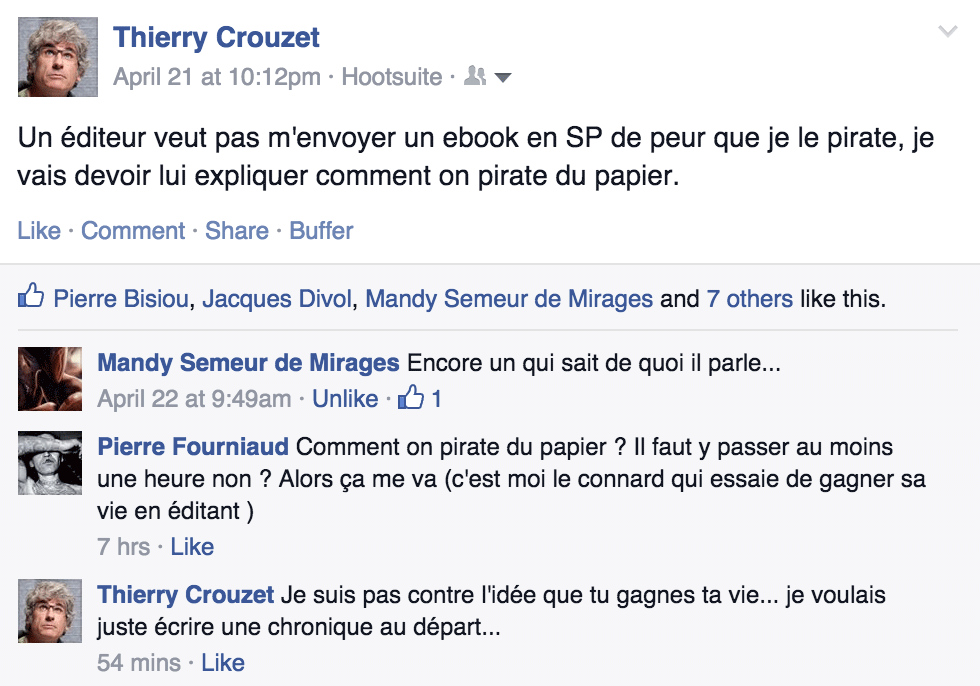 Thierry Crouzet
April 21 at 10:12pm · Hootsuite ·
Un éditeur veut pas m'envoyer un ebook en SP de peur que je le pirate, je
vais devoir lui expliquer comment on pirate du papier.
Like · Comment · Share · Buffer
Pierre Bisiou, Jacques Divol, Mandy Semeur de Mirages and 7 others like this.
Mandy Semeur de Mirages Encore un qui sait de quoi il parle...
April 22 at 9:49am · Unlike · 1
Pierre Fourniaud Comment on pirate du papier ? Il faut y passer au moins
une heure non ? Alors ça me va (c'est moi le connard qui essaie de gagner sa
vie en éditant )
7 hrs · Like
Thierry Crouzet Je suis pas contre l'idée que tu gagnes ta vie... je voulais
juste écrire une chronique au départ...
54 mins · Like